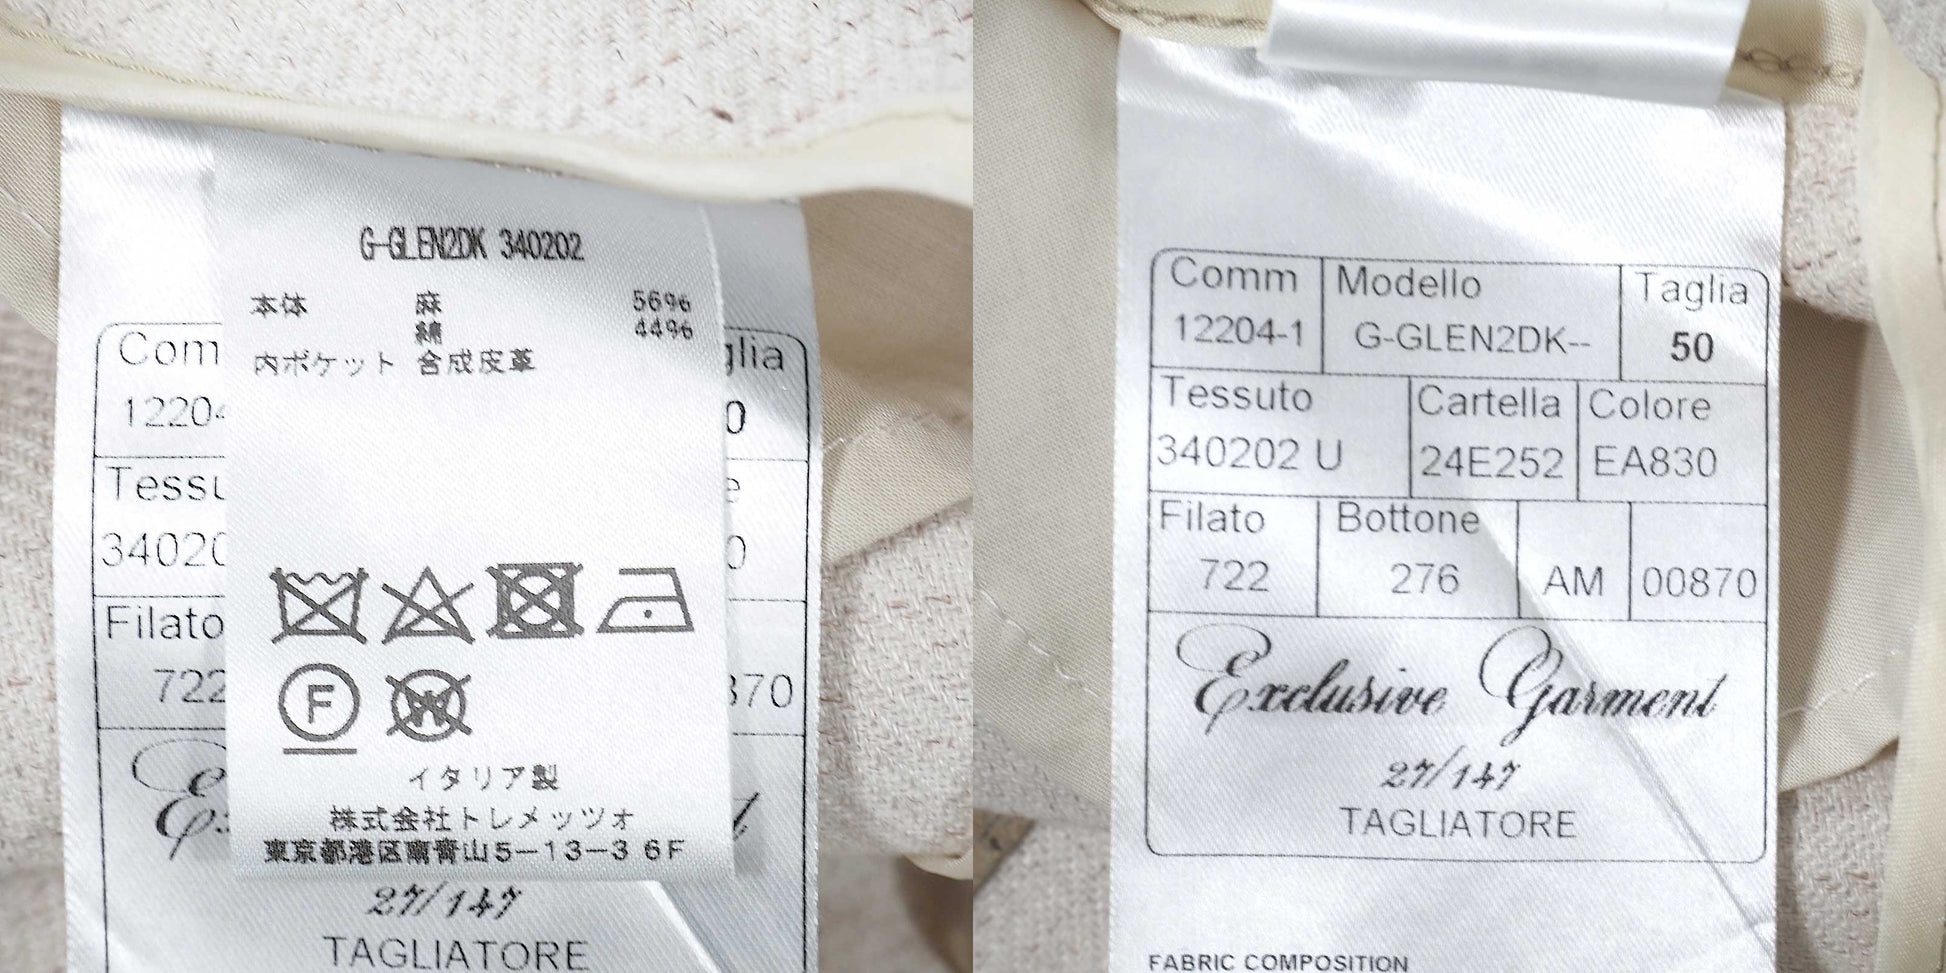 G-GLEN2DK 340202
本体 麻 56%
綿 44%
内ポケット 合成皮革
F
W
イタリア製
株式会社トレメッツォ
東京都港区南青山5-13-3 6F
Com glia
1220 0
Tessu e
34020 0
Filato
722 370
27/147
TAGLIATORE
Comm Modello Taglia
12204-1 G-GLEN2DK-- 50
Tessuto Cartella Colore
340202 U 24E252 EA830
Filato Bottone
722 276 AM 00870
Exclusive Garment
27/147
TAGLIATORE
FABRIC COMPOSITION